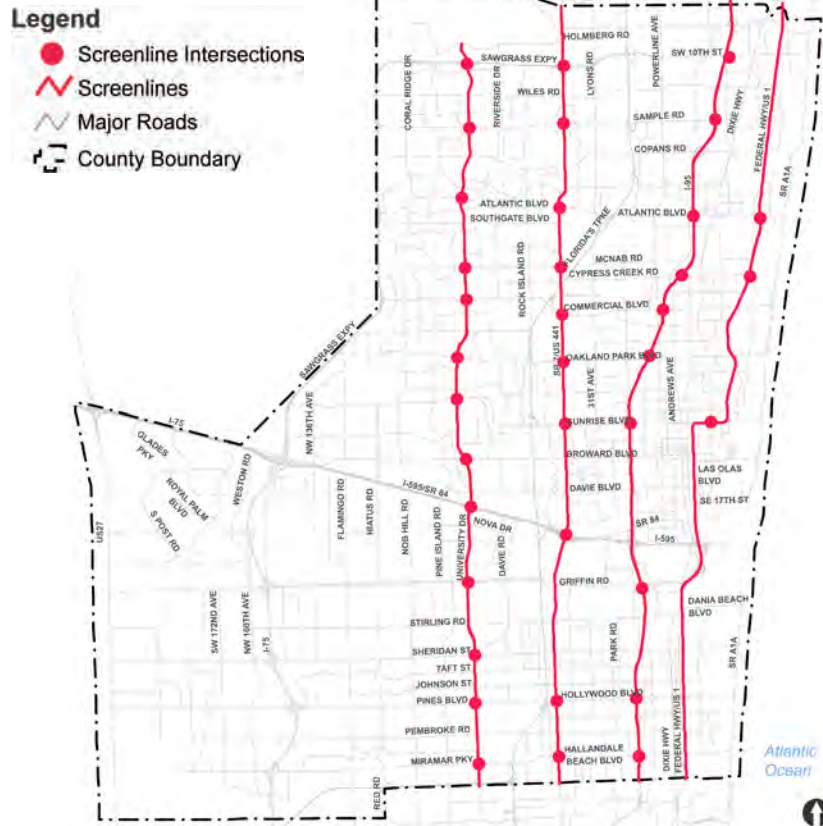 Legend
Screenline Intersections
Screenlines
Major Roads
County Boundary
HOLMBERG RD
SAWGRASS EXPY
WILES RD
CORAL RIDGE DR
RIVERSIDE DR
LYONS RD
POWERLINE AVE
SW 10TH ST
SAMPLE RD
DIXIE HWY
FEDERAL HWY/US 1
COPANS RD
I-95
SR A1A
ATLANTIC BLVD
SOUTHGATE BLVD
ATLANTIC BLVD
FLORIDA'S TPKE
MCNAB RD
CYPRESS CREEK RD
ROCK ISLAND RD
COMMERCIAL BLVD
SR 7/US 441
OAKLAND PARK BLVD
SAWGRASS EXPY
31ST AVE
ANDREWS AVE
NW 136TH AVE
SUNRISE BLVD
I-75
GLADES
PKY
BROWARD BLVD
WESTON RD
ROYAL PALM
BLVD
LAS OLAS
BLVD
I-595/SR 84
DAVIE BLVD
SE 17TH ST
S POST RD
FLAMINGO RD
HIATUS RD
NOB HILL RD
PINE ISLAND RD
UNIVERSITY DR
NOVA DR
DAVIE RD
SR 84
I-595
US27
GRIFFIN RD
DANIA BEACH
BLVD
SW 172ND AVE
NW 160TH AVE
I-75
STIRLING RD
PARK RD
SR A1A
SHERIDAN ST
TAFT ST
JOHNSON ST
PINES BLVD
HOLLYWOOD BLVD
PEMBROKE RD
HALLANDALE
BEACH BLVD
DIXIE HWY
FEDERAL HWY/US 1
MIRAMAR PKY
RED RD
Atlantic
Ocean